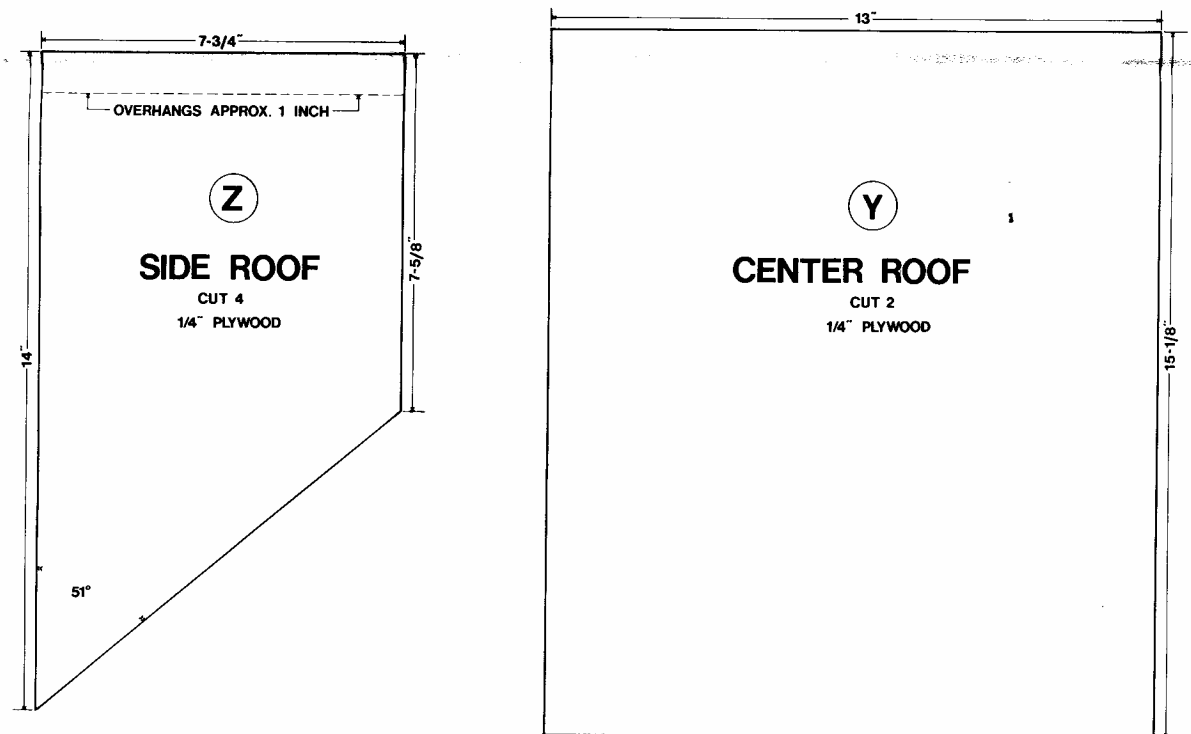 7-3/4"
OVERHANGS APPROX. 1 INCH
Z
SIDE ROOF
CUT 4
1/4" PLYWOOD
14"
7-5/8"
51°
13"
Y
CENTER ROOF
CUT 2
1/4" PLYWOOD
15-1/8"